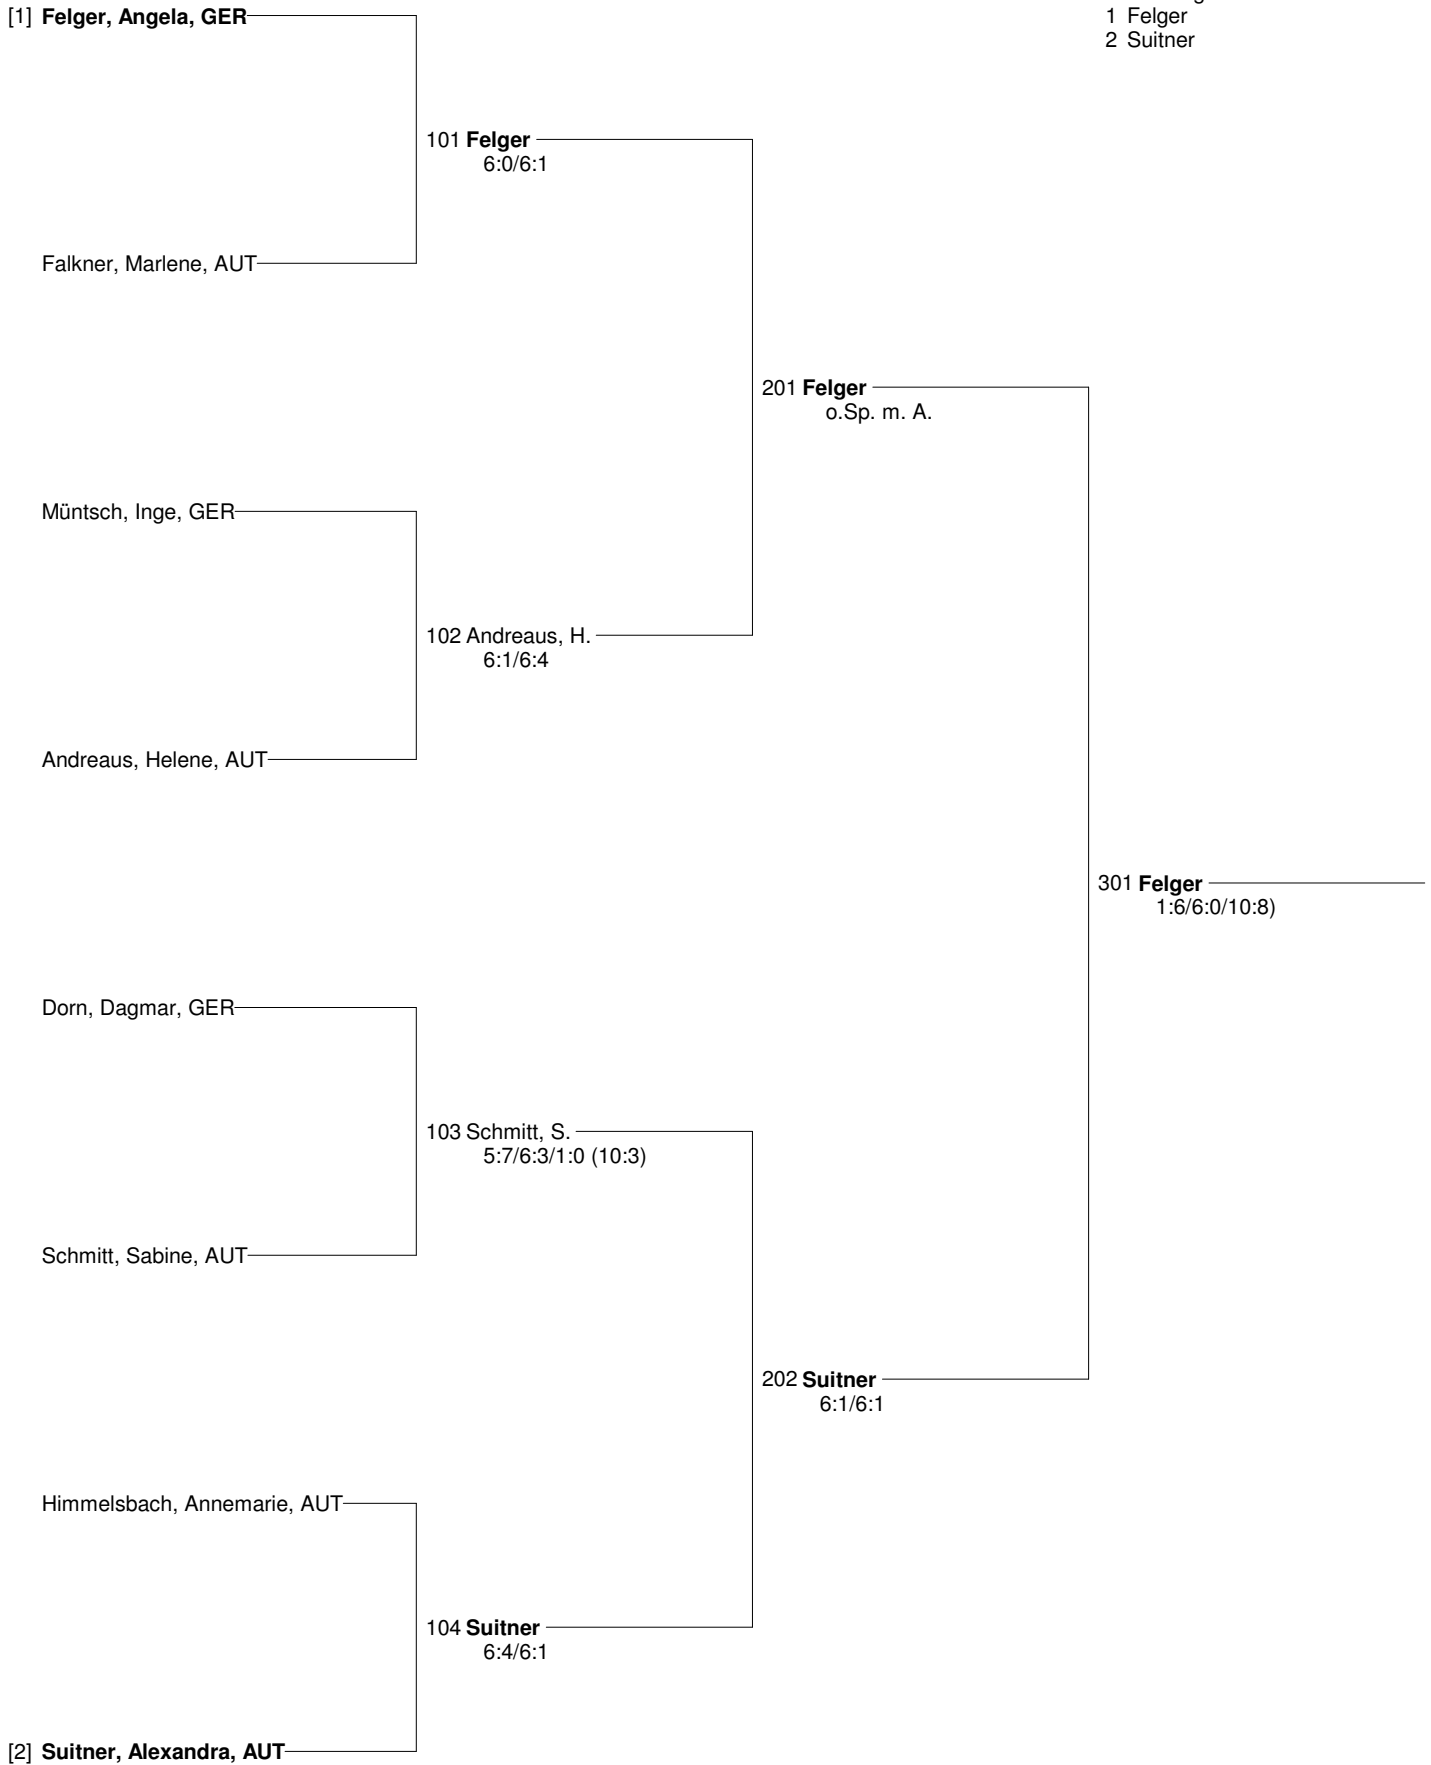 [1] Felger, Angela, GER
1 Felger
2 Suitner
101 Felger
6:0/6:1
Falkner, Marlene, AUT
201 Felger
o.Sp. m. A.
Müntsch, Inge, GER
102 Andreaus, H.
6:1/6:4
Andreaus, Helene, AUT
301 Felger
1:6/6:0/10:8)
Dorn, Dagmar, GER
103 Schmitt, S.
5:7/6:3/1:0 (10:3)
Schmitt, Sabine, AUT
202 Suitner
6:1/6:1
Himmelsbach, Annemarie, AUT
104 Suitner
6:4/6:1
[2] Suitner, Alexandra, AUT